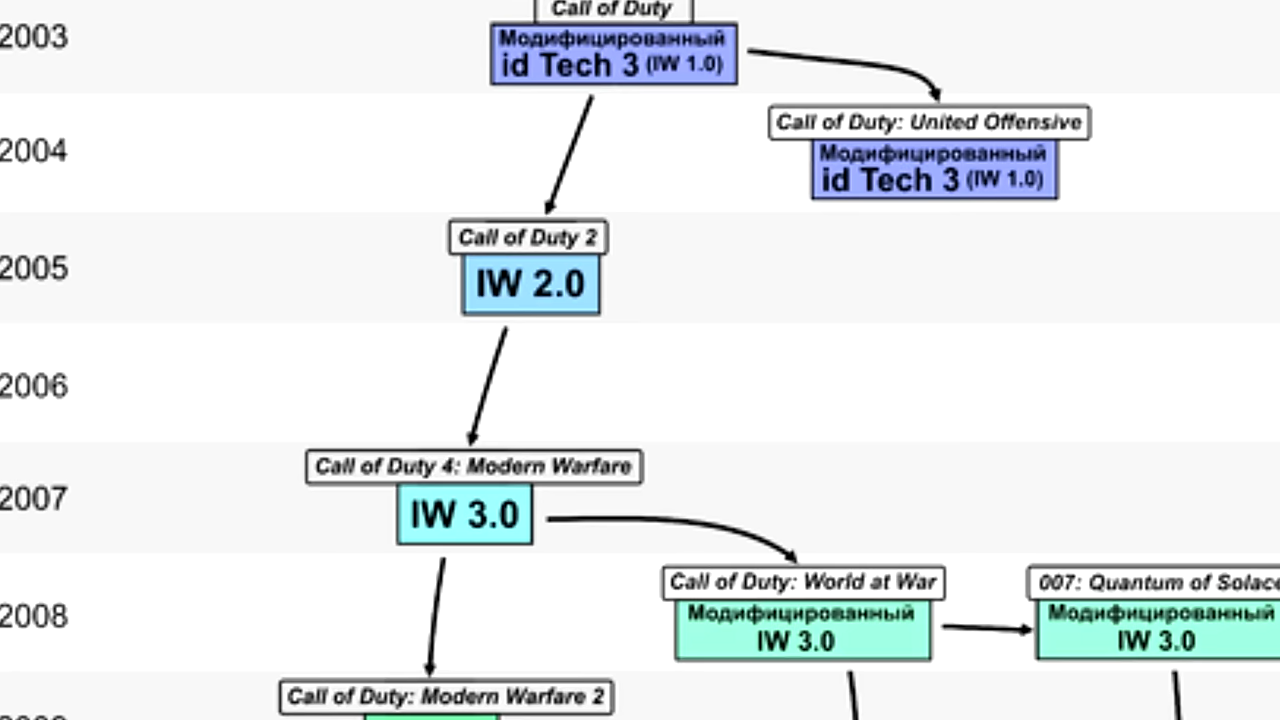 Call of Duty
2003
Модифицированный
id Tech 3 (IW 1.0)
Call of Duty: United Offensive
2004
Модифицированный
id Tech 3 (IW 1.0)
Call of Duty 2
2005
IW 2.0
2006
Call of Duty 4: Modern Warfare
2007
IW 3.0
Call of Duty: World at War
007: Quantum of Solace
2008
Модифицированный
IW 3.0
Модифицированный
IW 3.0
Call of Duty: Modern Warfare 2